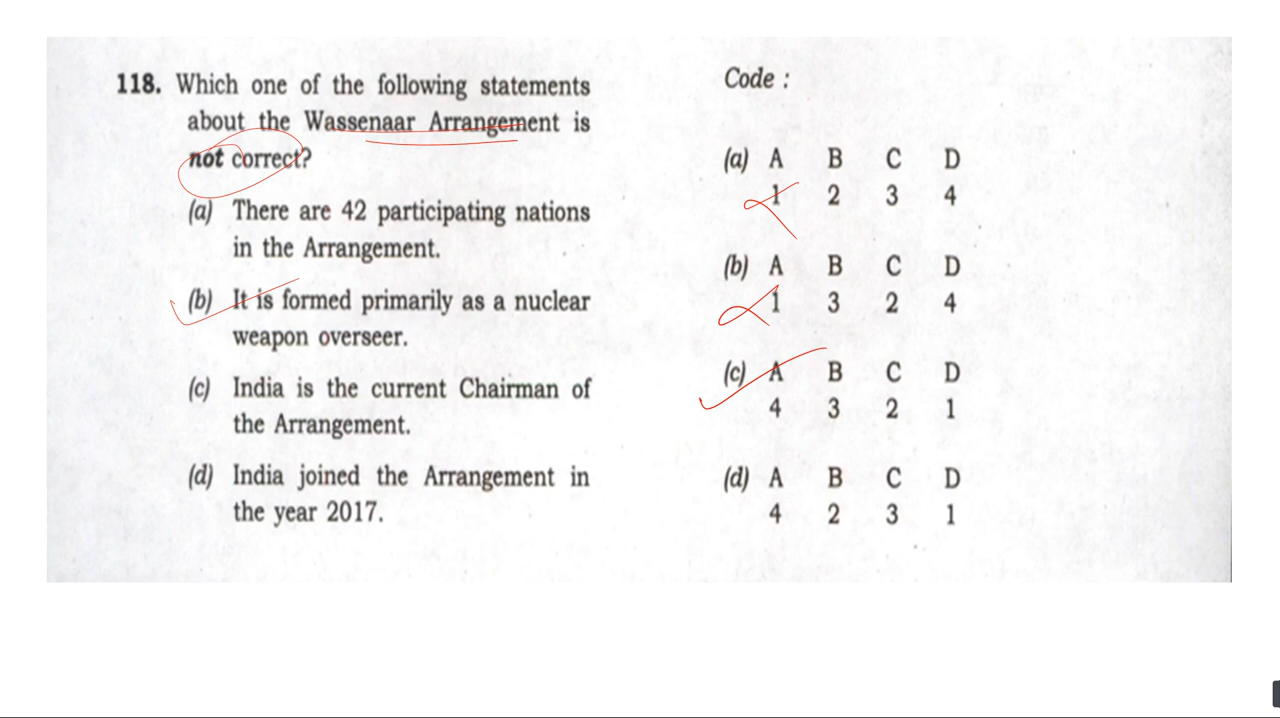 118. Which one of the following statements
about the Wassenaar Arrangement is
not correct?
(a) There are 42 participating nations
in the Arrangement.
(b) It is formed primarily as a nuclear
weapon overseer.
(c) India is the current Chairman of
the Arrangement.
(d) India joined the Arrangement in
the year 2017.
Code :
(a) A B C D
1 2 3 4
(b) A B C D
1 3 2 4
(c) A B C D
4 3 2 1
(d) A B C D
4 2 3 1